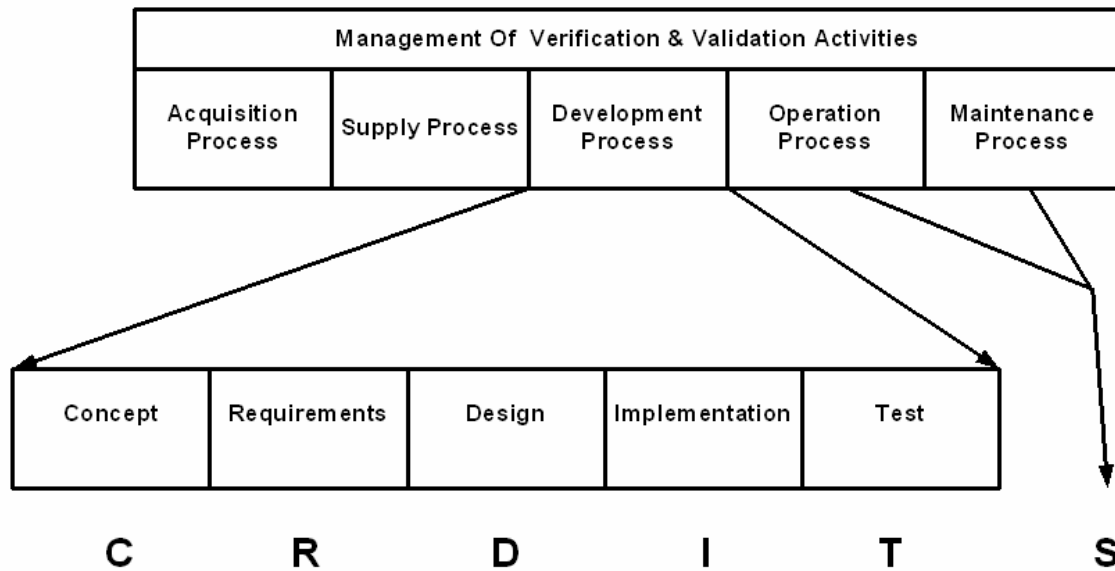 Management Of Verification & Validation Activities
Acquisition
Process
Supply Process
Development
Process
Operation
Process
Maintenance
Process
Concept
Requirements
Design
Implementation
Test
C R D I T S